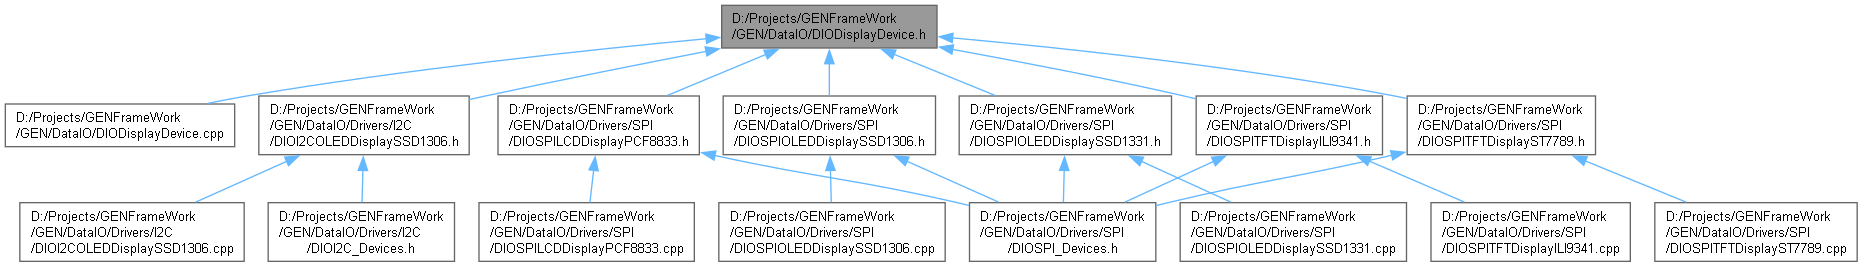 D:/Projects/GENFrameWork
/GEN/DataIO/DIODisplayDevice.h
D:/Projects/GENFrameWork
/GEN/DataIO/DIODisplayDevice.cpp
D:/Projects/GENFrameWork
/GEN/DataIO/Drivers/I2C
/DIOI2COLEDDisplaySSD1306.h
D:/Projects/GENFrameWork
/GEN/DataIO/Drivers/SPI
/DIOSPILCDDisplayPCF8833.h
D:/Projects/GENFrameWork
/GEN/DataIO/Drivers/SPI
/DIOSPIOLEDDisplaySSD1306.h
D:/Projects/GENFrameWork
/GEN/DataIO/Drivers/SPI
/DIOSPIOLEDDisplaySSD1331.h
D:/Projects/GENFrameWork
/GEN/DataIO/Drivers/SPI
/DIOSPITFTDisplayILI9341.h
D:/Projects/GENFrameWork
/GEN/DataIO/Drivers/SPI
/DIOSPITFTDisplayST7789.h
D:/Projects/GENFrameWork
/GEN/DataIO/Drivers/I2C
/DIOI2COLEDDisplaySSD1306.cpp
D:/Projects/GENFrameWork
/GEN/DataIO/Drivers/I2C
/DIOI2C_Devices.h
D:/Projects/GENFrameWork
/GEN/DataIO/Drivers/SPI
/DIOSPILCDDisplayPCF8833.cpp
D:/Projects/GENFrameWork
/GEN/DataIO/Drivers/SPI
/DIOSPIOLEDDisplaySSD1306.cpp
D:/Projects/GENFrameWork
/GEN/DataIO/Drivers/SPI
/DIOSPI_Devices.h
D:/Projects/GENFrameWork
/GEN/DataIO/Drivers/SPI
/DIOSPIOLEDDisplaySSD1331.cpp
D:/Projects/GENFrameWork
/GEN/DataIO/Drivers/SPI
/DIOSPITFTDisplayILI9341.cpp
D:/Projects/GENFrameWork
/GEN/DataIO/Drivers/SPI
/DIOSPITFTDisplayST7789.cpp